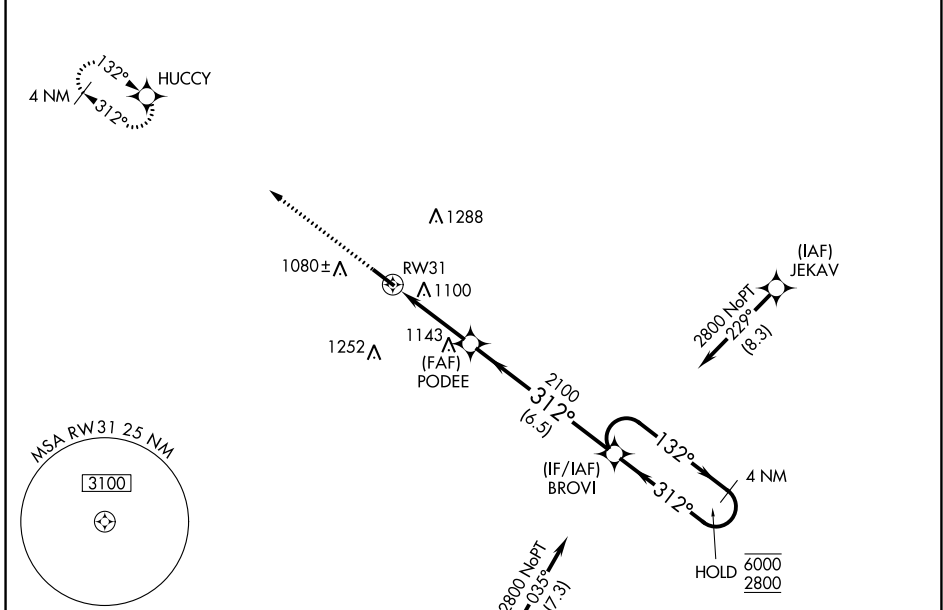 132°
HUCCY
4 NM
312°
1288
(IAF)
JEKAV
1080±
RW31
1100
2800 NoPT
229°
(8.3)
1143
1252
(FAF)
PODEE
2100
312°
(6.5)
132°
MSA RW31 25 NM
3100
(IF/IAF)
BROVI
4 NM
312°
HOLD
6000
2800
2800 NoPT
035°
(7.3)